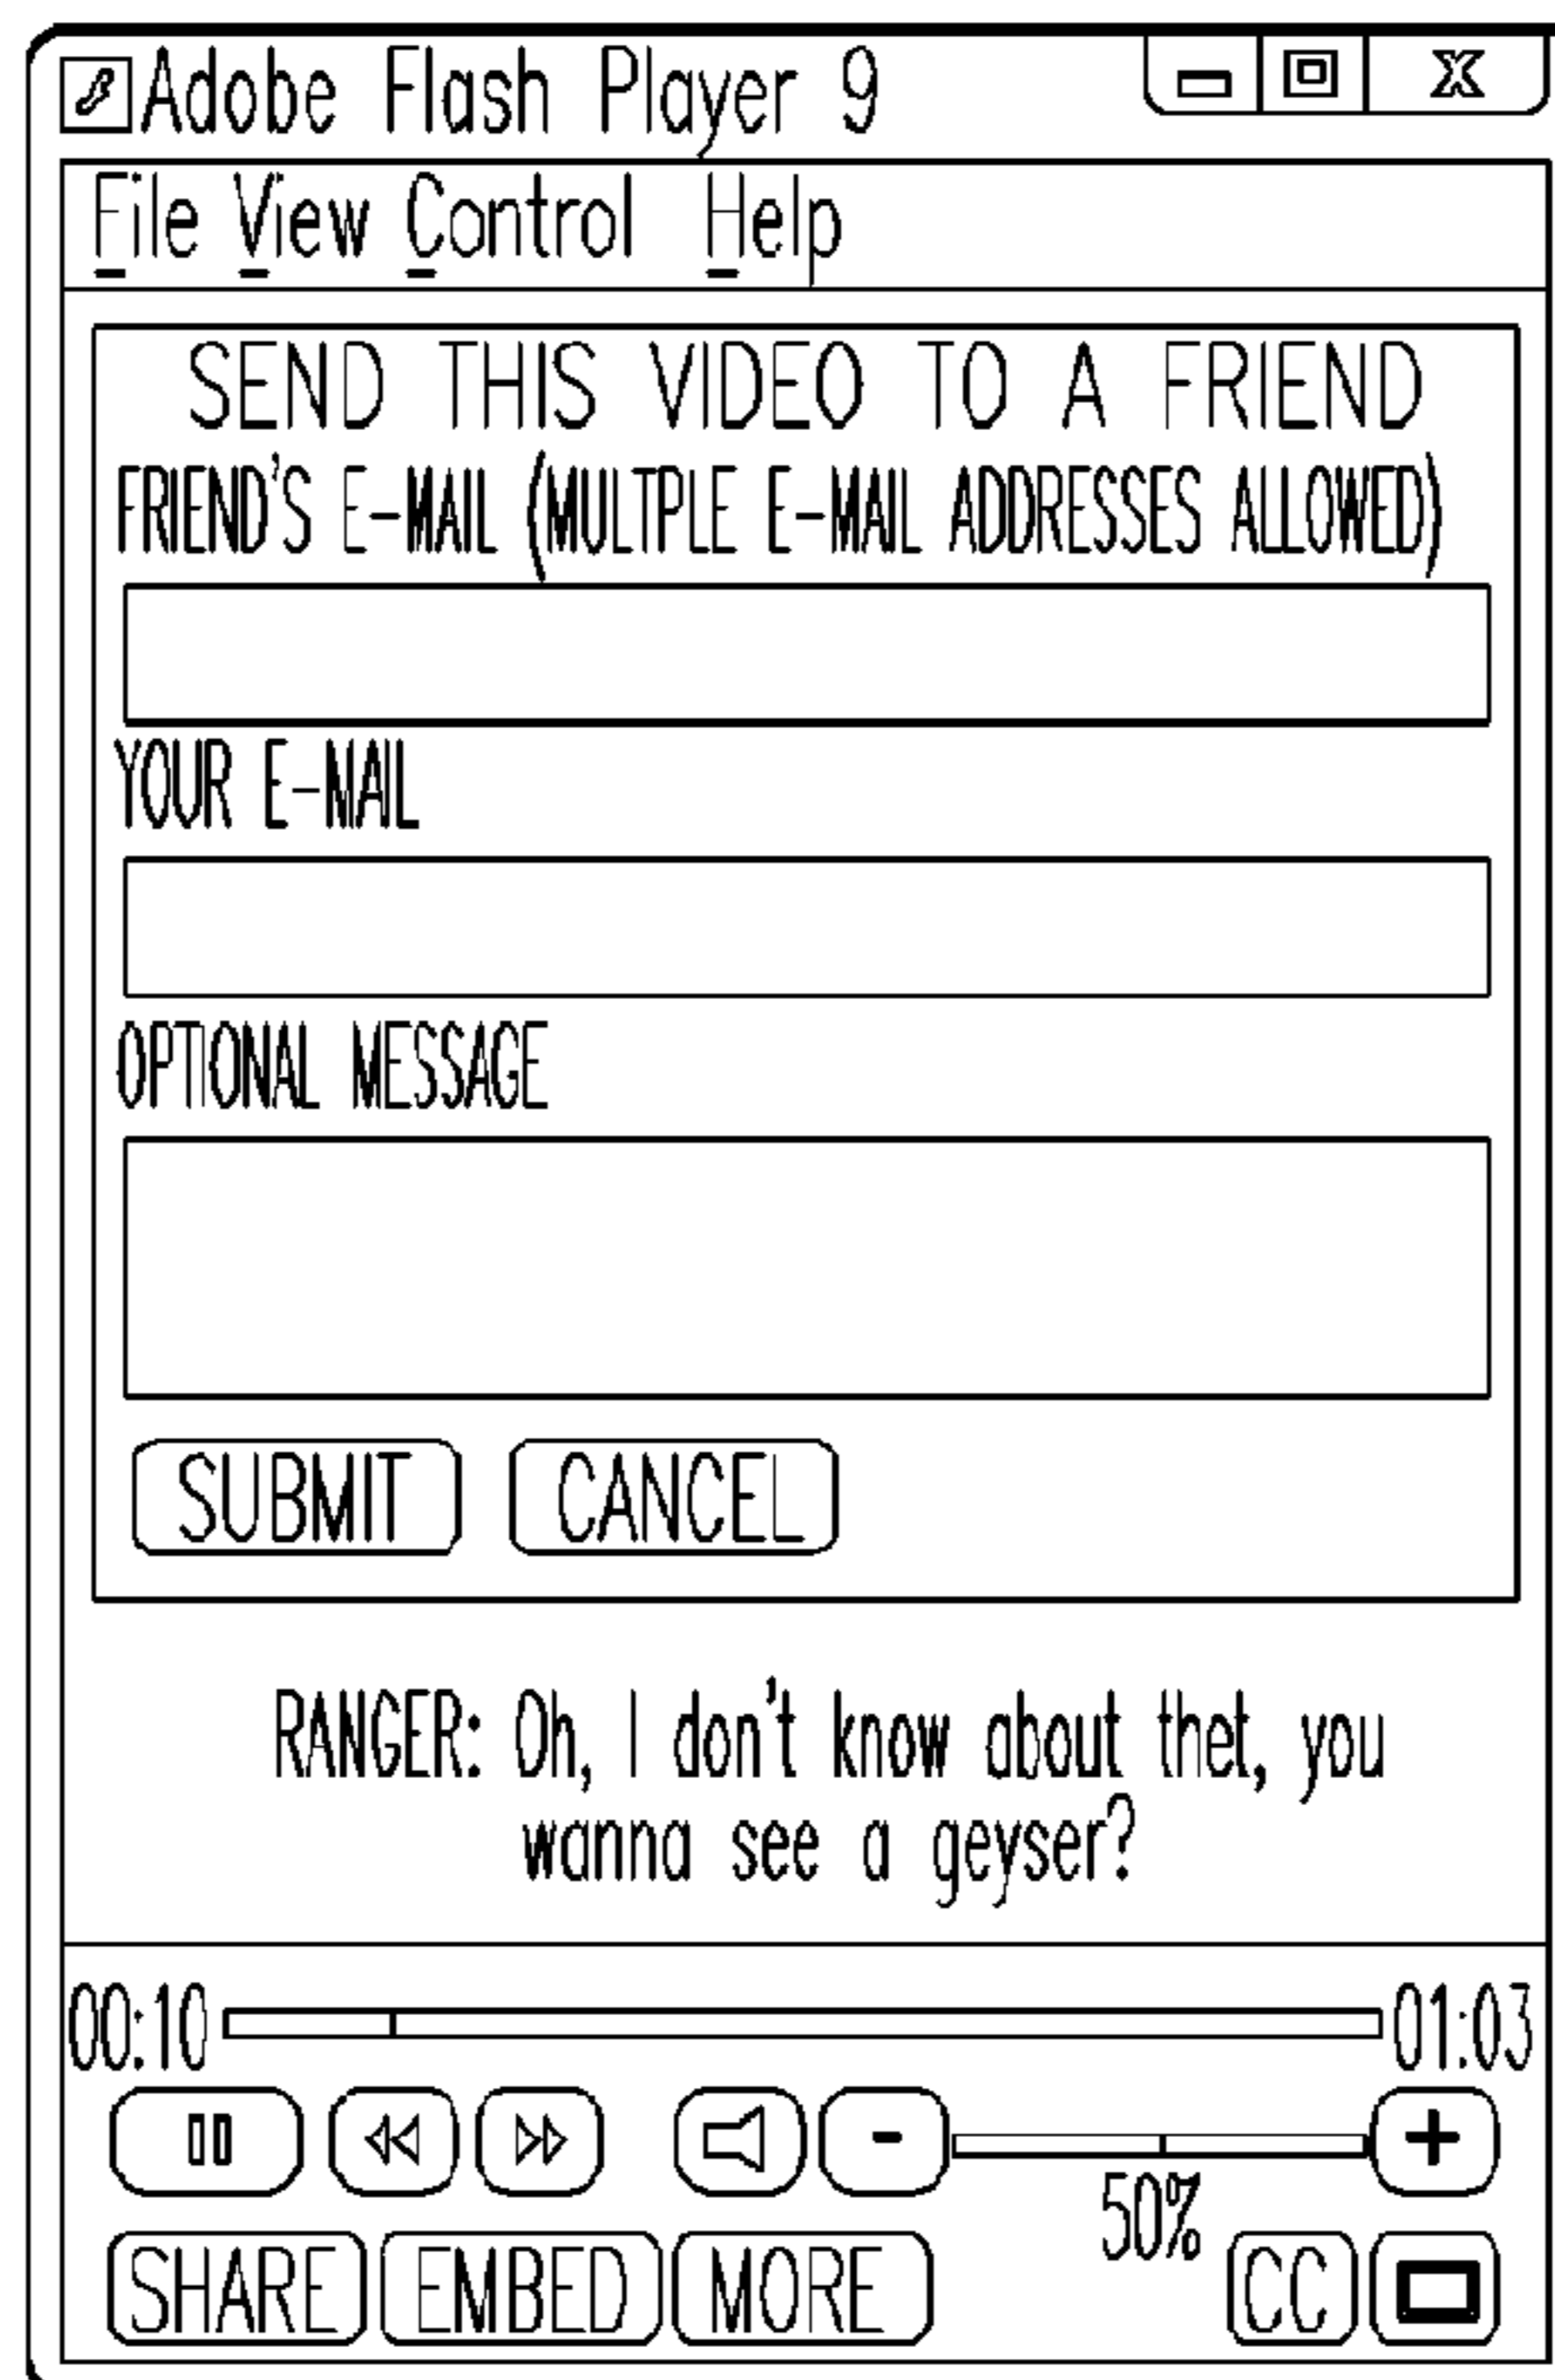 Adobe Flash Player 9
X
File View Control Help
SEND THIS VIDEO TO A FRIEND
FRIEND'S E-MAIL (MULTPLE E-MAIL ADDRESSES ALLOWED)
YOUR E-MAIL
OPTIONAL MESSAGE
SUBMIT CANCEL
RANGER: Oh, I don't know about thet, you
wanna see a geyser?
00:10 01:03
- +
50%
SHARE EMBED MORE CC